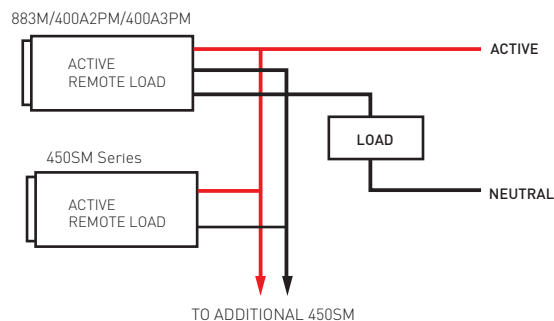 883M/400A2PM/400A3PM
ACTIVE
REMOTE LOAD
ACTIVE
LOAD
450SM Series
ACTIVE
REMOTE LOAD
NEUTRAL
TO ADDITIONAL 450SM